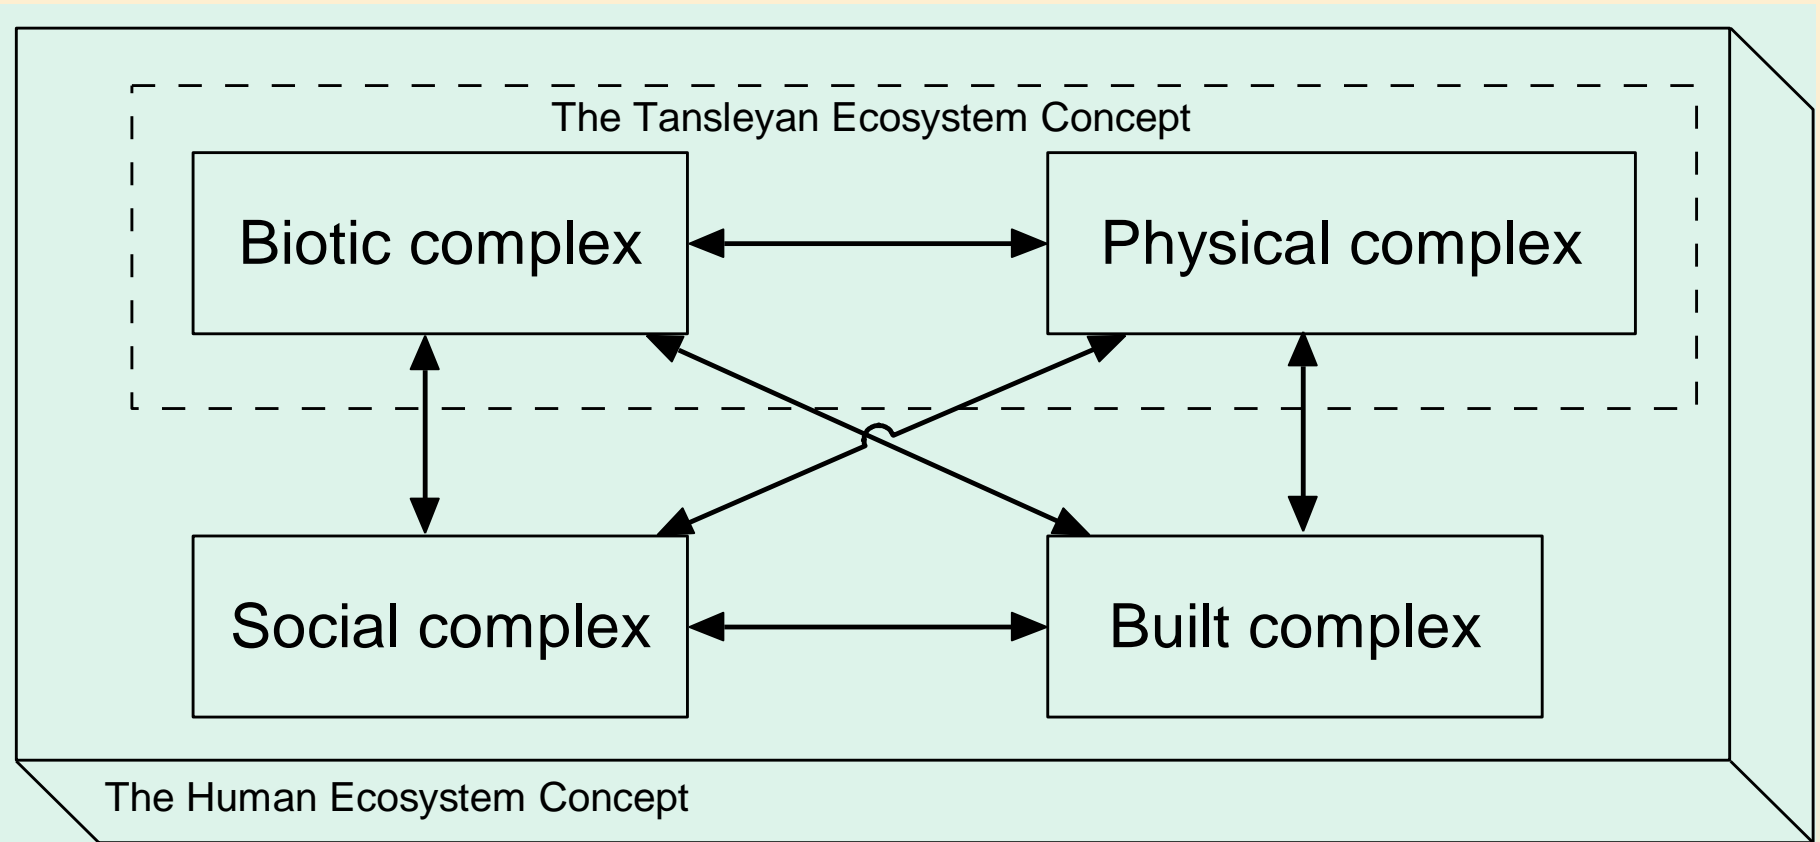 The Tansleyan Ecosystem Concept
Biotic complex
Physical complex
Social complex
Built complex
The Human Ecosystem Concept